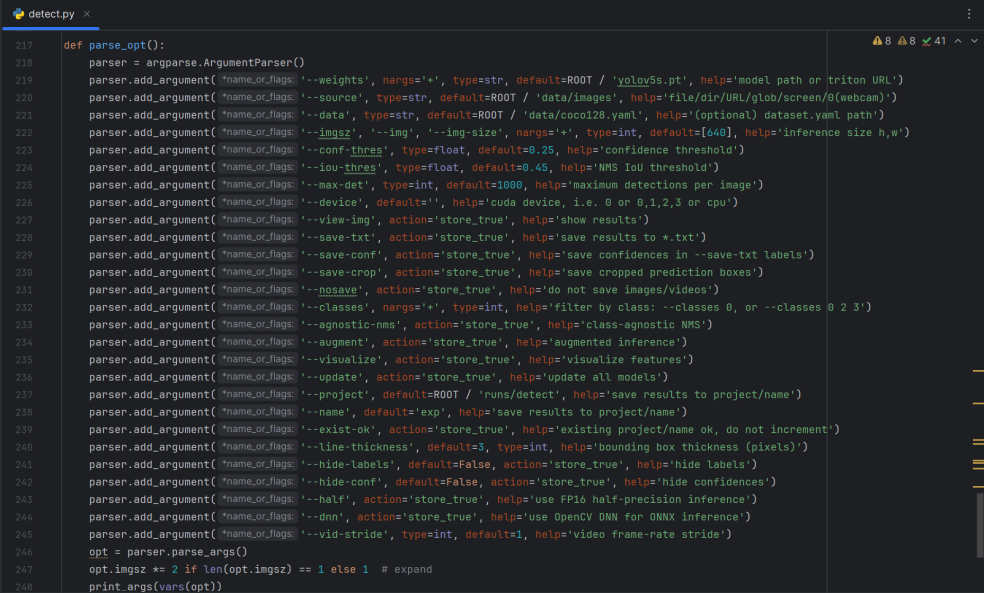 detect.py
8 8 41
217 def parse_opt():
218 parser = argparse.ArgumentParser()
219 parser.add_argument( *name_or_flags: '--weights', nargs='+', type=str, default=ROOT / 'yolov5s.pt', help='model path or triton URL')
220 parser.add_argument( *name_or_flags: '--source', type=str, default=ROOT / 'data/images', help='file/dir/URL/glob/screen/0(webcam)')
221 parser.add_argument( *name_or_flags: '--data', type=str, default=ROOT / 'data/coco128.yaml', help='(optional) dataset.yaml path')
222 parser.add_argument( *name_or_flags: '--imgsz', '--img', '--img-size', nargs='+', type=int, default=[640], help='inference size h,w')
223 parser.add_argument( *name_or_flags: '--conf-thres', type=float, default=0.25, help='confidence threshold')
224 parser.add_argument( *name_or_flags: '--iou-thres', type=float, default=0.45, help='NMS IoU threshold')
225 parser.add_argument( *name_or_flags: '--max-det', type=int, default=1000, help='maximum detections per image')
226 parser.add_argument( *name_or_flags: '--device', default='', help='cuda device, i.e. 0 or 0,1,2,3 or cpu')
227 parser.add_argument( *name_or_flags: '--view-img', action='store_true', help='show results')
228 parser.add_argument( *name_or_flags: '--save-txt', action='store_true', help='save results to *.txt')
229 parser.add_argument( *name_or_flags: '--save-conf', action='store_true', help='save confidences in --save-txt labels')
230 parser.add_argument( *name_or_flags: '--save-crop', action='store_true', help='save cropped prediction boxes')
231 parser.add_argument( *name_or_flags: '--nosave', action='store_true', help='do not save images/videos')
232 parser.add_argument( *name_or_flags: '--classes', nargs='+', type=int, help='filter by class: --classes 0, or --classes 0 2 3')
233 parser.add_argument( *name_or_flags: '--agnostic-nms', action='store_true', help='class-agnostic NMS')
234 parser.add_argument( *name_or_flags: '--augment', action='store_true', help='augmented inference')
235 parser.add_argument( *name_or_flags: '--visualize', action='store_true', help='visualize features')
236 parser.add_argument( *name_or_flags: '--update', action='store_true', help='update all models')
237 parser.add_argument( *name_or_flags: '--project', default=ROOT / 'runs/detect', help='save results to project/name')
238 parser.add_argument( *name_or_flags: '--name', default='exp', help='save results to project/name')
239 parser.add_argument( *name_or_flags: '--exist-ok', action='store_true', help='existing project/name ok, do not increment')
240 parser.add_argument( *name_or_flags: '--line-thickness', default=3, type=int, help='bounding box thickness (pixels)')
241 parser.add_argument( *name_or_flags: '--hide-labels', default=False, action='store_true', help='hide labels')
242 parser.add_argument( *name_or_flags: '--hide-conf', default=False, action='store_true', help='hide confidences')
243 parser.add_argument( *name_or_flags: '--half', action='store_true', help='use FP16 half-precision inference')
244 parser.add_argument( *name_or_flags: '--dnn', action='store_true', help='use OpenCV DNN for ONNX inference')
245 parser.add_argument( *name_or_flags: '--vid-stride', type=int, default=1, help='video frame-rate stride')
246 opt = parser.parse_args()
247 opt.imgsz *= 2 if len(opt.imgsz) == 1 else 1 # expand
248 print_args(vars(opt))